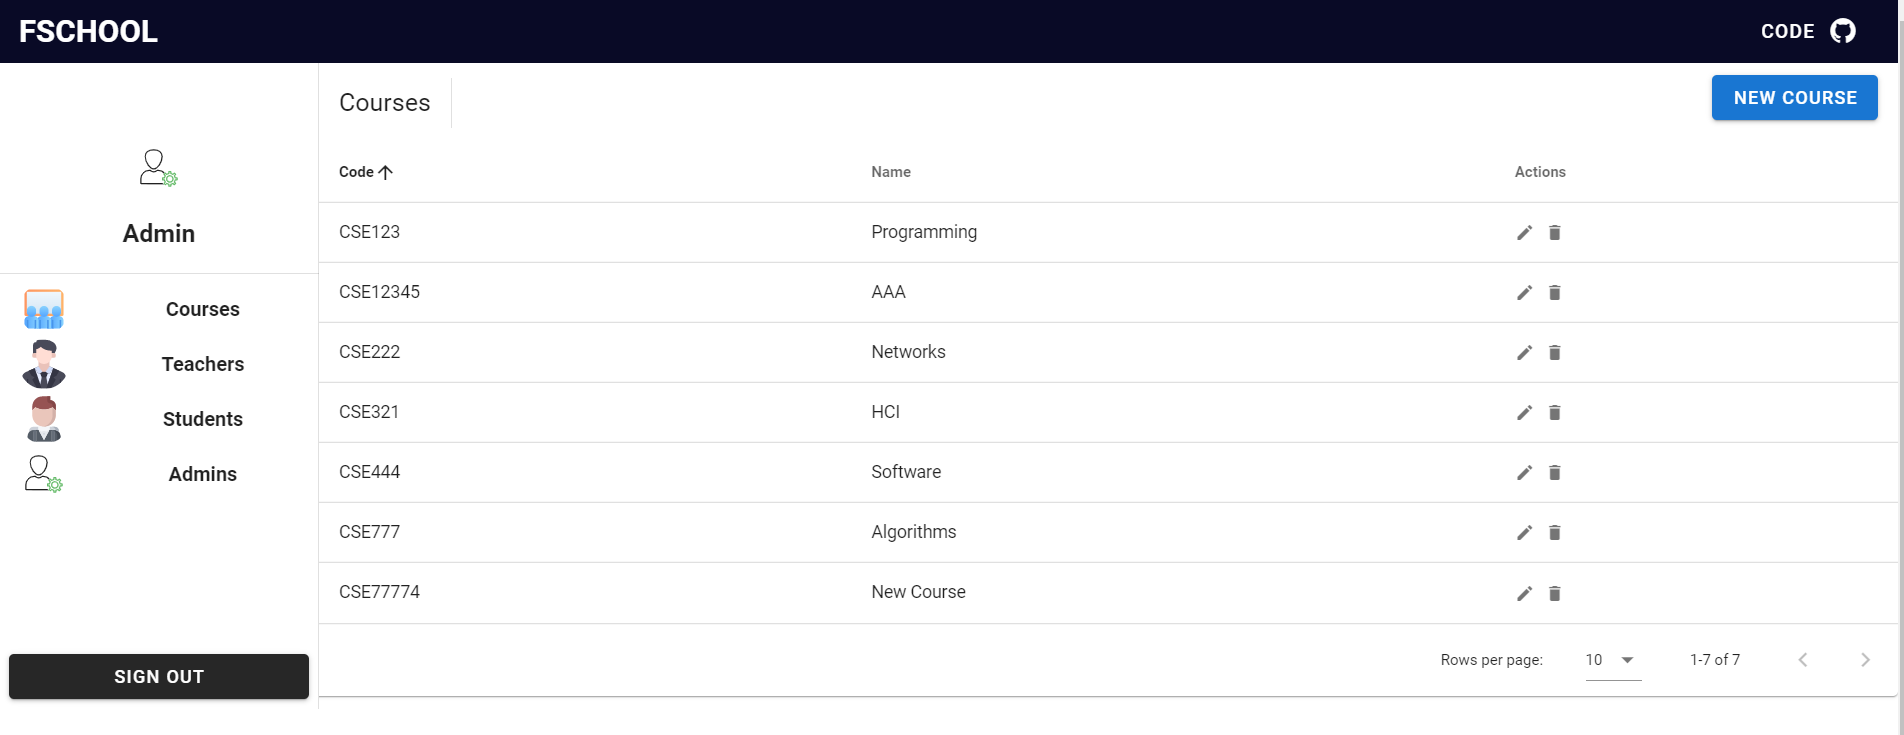 FSCHOOL
CODE
Admin
Courses
Teachers
Students
Admins
SIGN OUT
Courses
NEW COURSE
Code Name Actions
CSE123 Programming
CSE12345 AAA
CSE222 Networks
CSE321 HCI
CSE444 Software
CSE777 Algorithms
CSE77774 New Course
Rows per page: 10 1-7 of 7